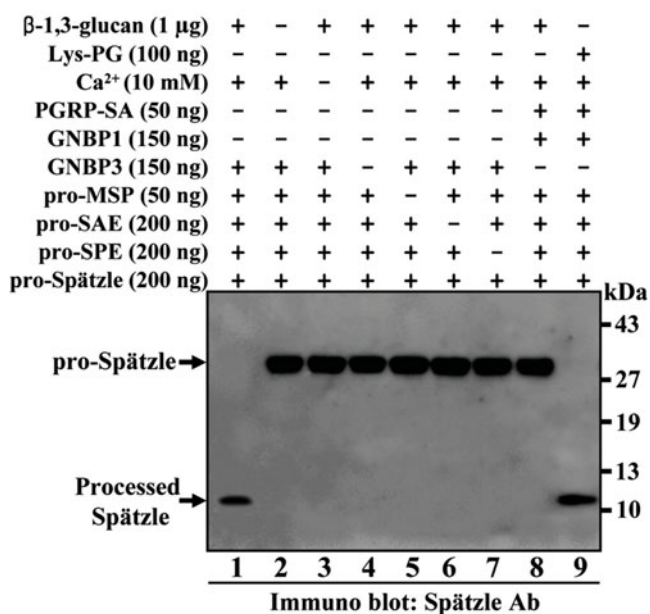 β-1,3-glucan (1 μg) + – + + + + + + –
Lys-PG (100 ng) – – – – – – – – +
Ca²⁺ (10 mM) + + – + + + + + +
PGRP-SA (50 ng) – – – – – – – + +
GNBP1 (150 ng) – – – – – – – + +
GNBP3 (150 ng) + + + – + + + – –
pro-MSP (50 ng) + + + + – + + + +
pro-SAE (200 ng) + + + + + – + + +
pro-SPE (200 ng) + + + + + + – + +
pro-Spätzle (200 ng) + + + + + + + + +
kDa
43
pro-Spätzle
27
19
13
Processed
Spätzle
10
1 2 3 4 5 6 7 8 9
Immuno blot: Spätzle Ab